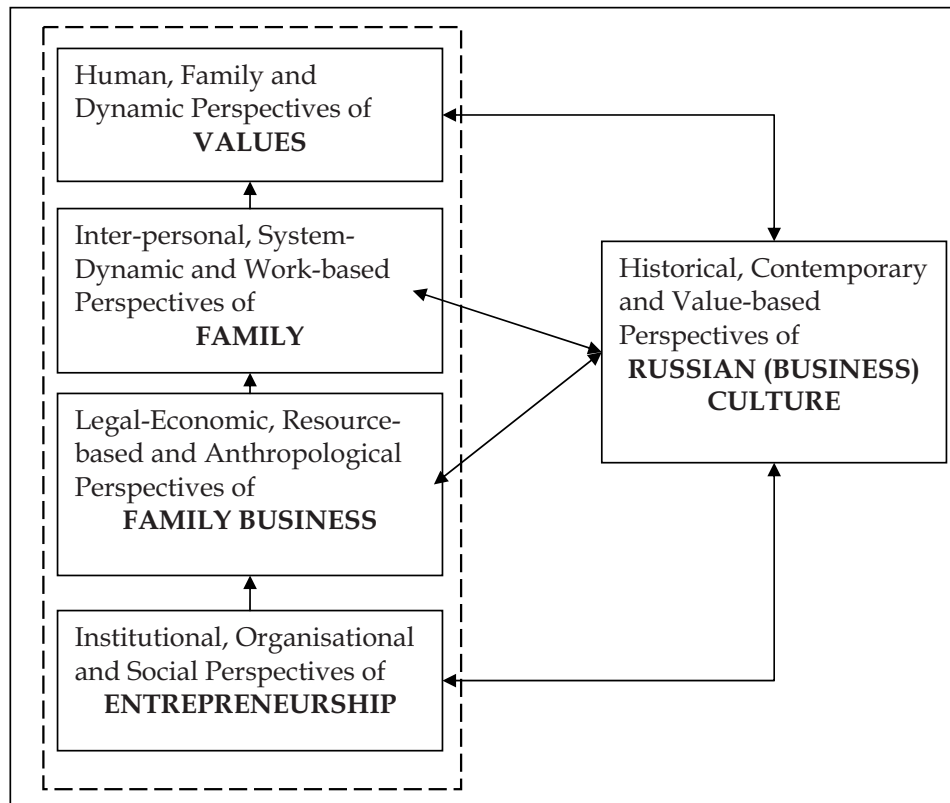 Human, Family and
Dynamic Perspectives of
VALUES
Inter-personal, System-
Dynamic and Work-based
Perspectives of
FAMILY
Legal-Economic, Resource-
based and Anthropological
Perspectives of
FAMILY BUSINESS
Institutional, Organisational
and Social Perspectives of
ENTREPRENEURSHIP
Historical, Contemporary
and Value-based
Perspectives of
RUSSIAN (BUSINESS)
CULTURE